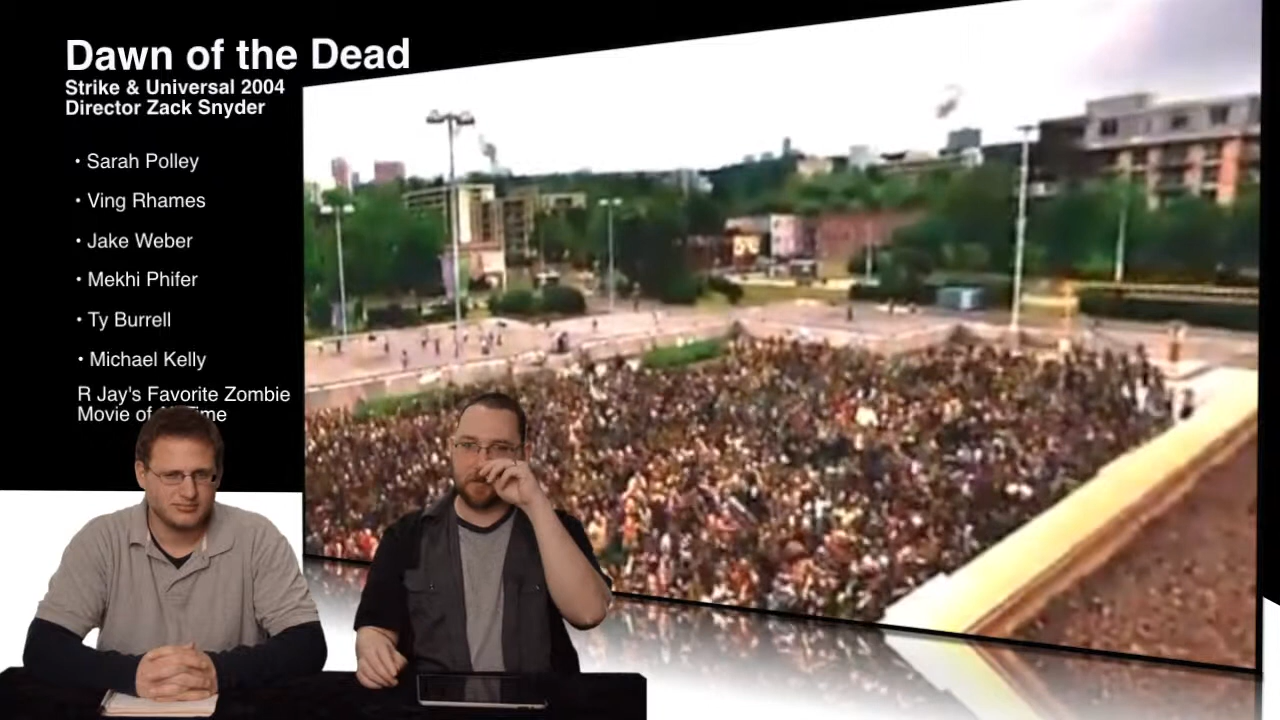 Dawn of the Dead
Strike & Universal 2004
Director Zack Snyder
• Sarah Polley
• Ving Rhames
• Jake Weber
• Mekhi Phifer
• Ty Burrell
• Michael Kelly
R Jay's Favorite Zombie
Movie of Time